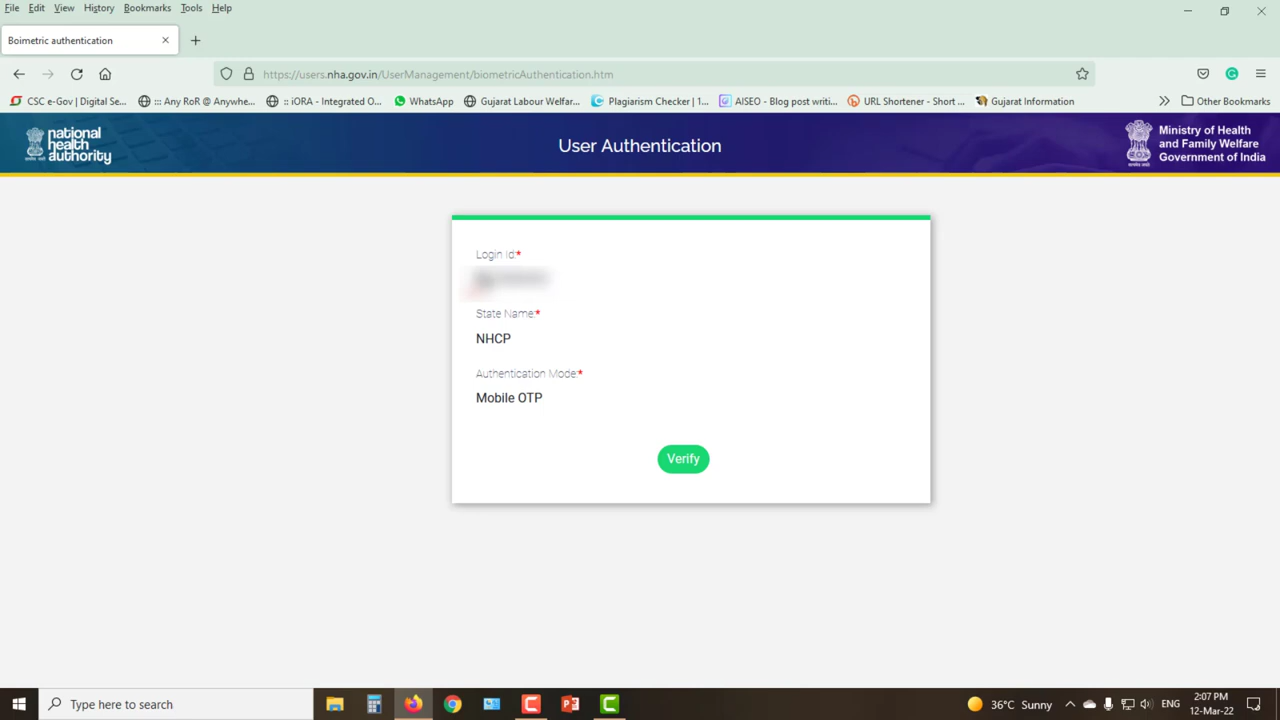 File Edit View History Bookmarks Tools Help
Boimetric authentication
https://users.nha.gov.in/UserManagement/biometricAuthentication.htm
CSC e-Gov | Digital Se... ::: Any RoR @ Anywhe... :: iORA - Integrated O... WhatsApp Gujarat Labour Welfar... Plagiarism Checker | 1... AISEO - Blog post writi... URL Shortener - Short ... Gujarat Information Other Bookmarks
national
health
authority
User Authentication
Ministry of Health
and Family Welfare
Government of India
Login Id:*
State Name:*
NHCP
Authentication Mode:*
Mobile OTP
Verify
Type here to search
36°C Sunny
ENG
2:07 PM
12-Mar-22